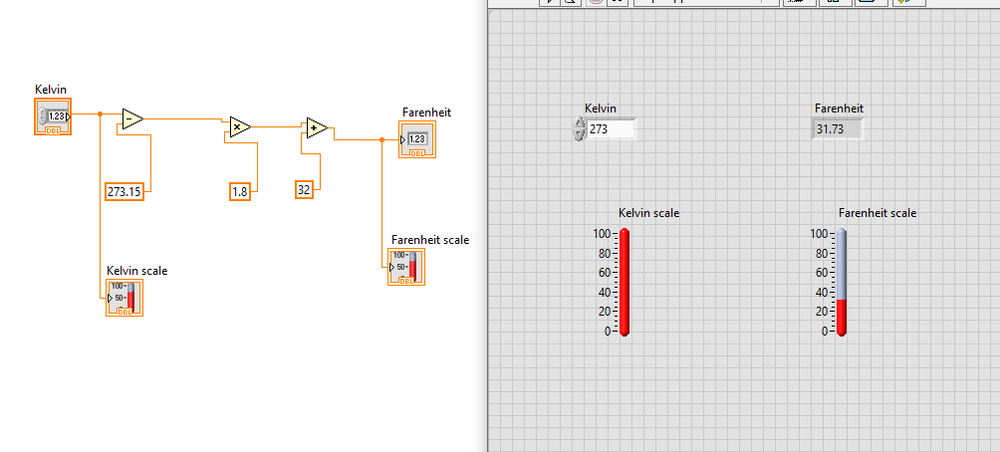 Kelvin
1.23
DBL
-
x
+
Farenheit
1.23
DBL
273.15
1.8
32
Farenheit scale
100-
50-
DBL
Kelvin scale
100-
50-
DBL
Kelvin
273
Farenheit
31.73
Kelvin scale
100
80
60
40
20
0
Farenheit scale
100
80
60
40
20
0